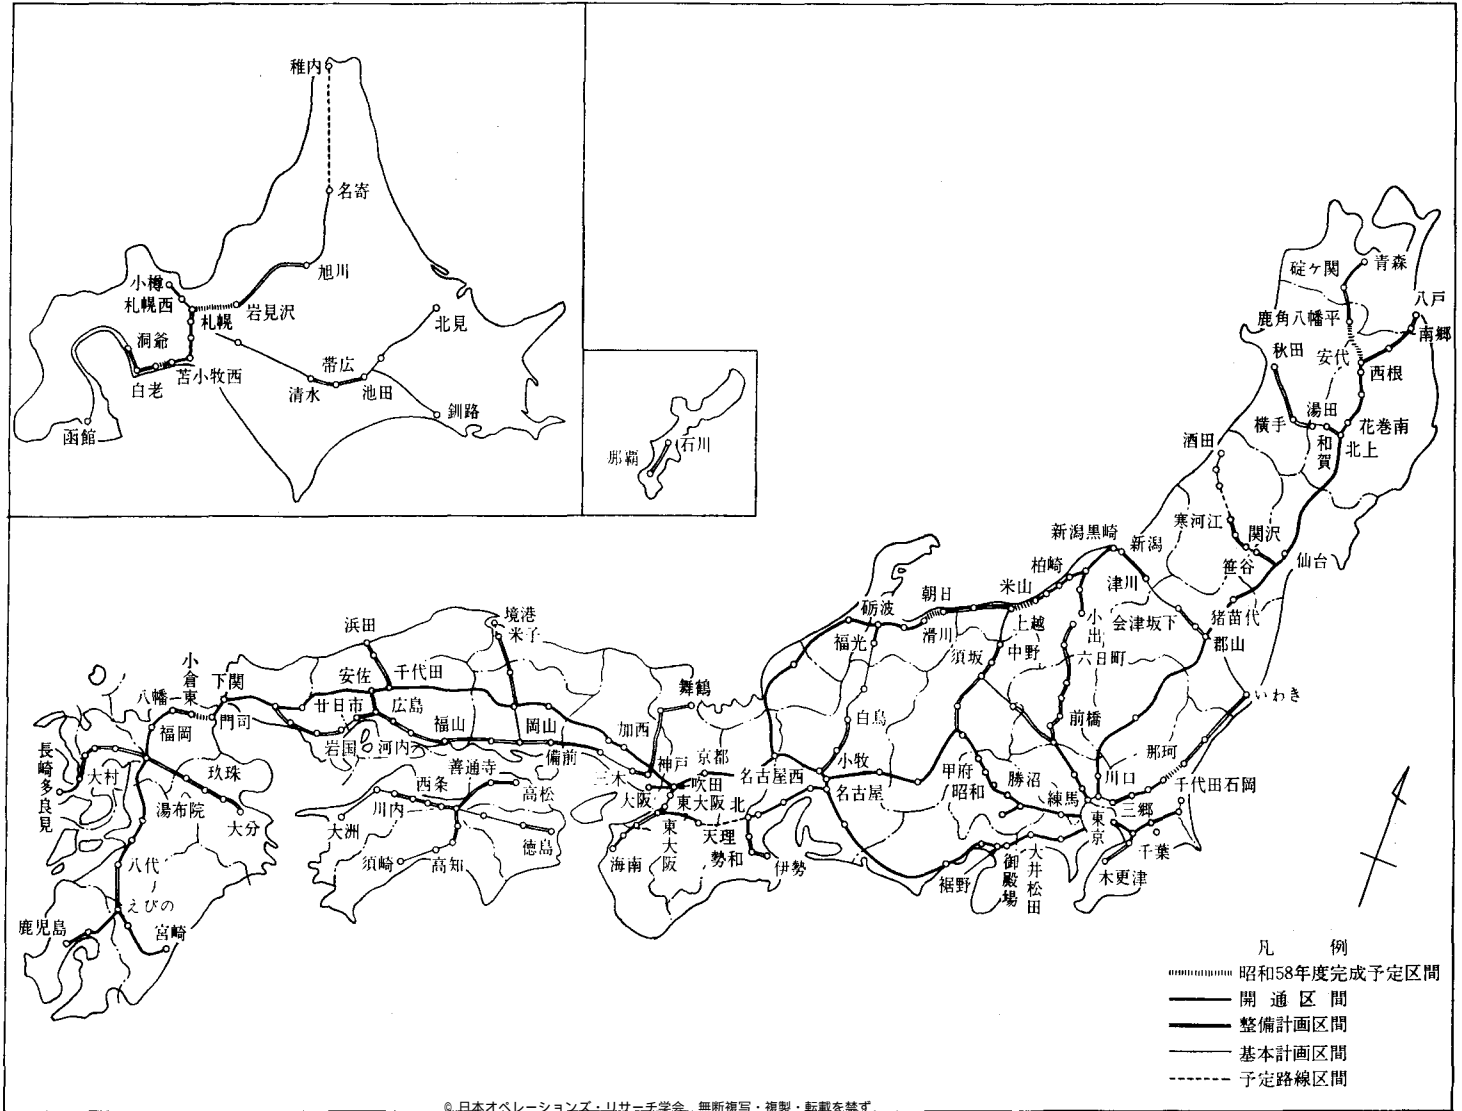 稚内
名寄
旭川
小樽
札幌西
札幌
岩見沢
北見
洞爺
帯広
白老
苫小牧西
清水
池田
釧路
函館
那覇
石川
碇ヶ関
青森
八戸
鹿角八幡平
南郷
秋田
安代
西根
湯田
横手
花巻南
和賀
北上
酒田
寒河江
関沢
笹谷
仙台
新潟黒崎
新潟
柏崎
津川
米山
朝日
砺波
猪苗代
会津坂下
郡山
小出
上越
滑川
福光
中野
須坂
六日町
いわき
前橋
那珂
白鳥
境港
米子
浜田
千代田
安佐
小倉東
下関
八幡
廿日市
広島
舞鶴
門司
福岡
福山
岡山
加西
岩国
河内
備前
神戸
京都
三木
吹田
大阪
東大阪北
名古屋西
小牧
名古屋
甲府昭和
勝沼
練馬
川口
千代田石岡
三郷
東京
千葉
木更津
長崎多良見
大村
玖珠
湯布院
大分
善通寺
西条
高松
川内
大洲
徳島
須崎
高知
海南
東大阪
天理
勢和
伊勢
裾野
御殿場
大井松田
八代
えびの
鹿児島
宮崎
凡 例
昭和58年度完成予定区間
開通区間
整備計画区間
基本計画区間
予定路線区間
© 日本オペレーションズ・リサーチ学会. 無断複写・複製・転載を禁ず.